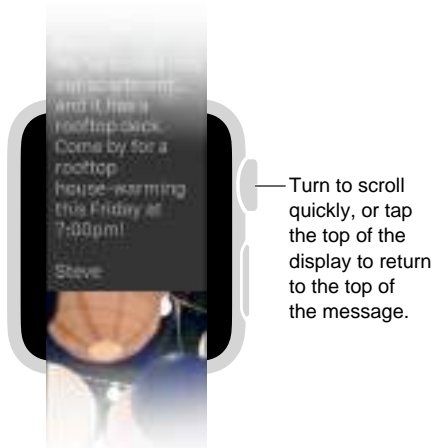 and it has a
rooftop deck.
Come by for a
rooftop
house-warming
this Friday at
7:00pm!
Steve
Turn to scroll
quickly, or tap
the top of the
display to return
to the top of
the message.